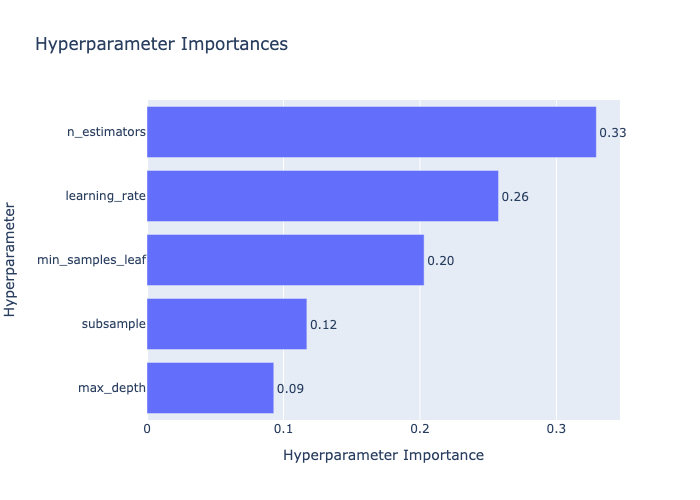 Hyperparameter Importances
Hyperparameter
n_estimators 0.33
learning_rate 0.26
min_samples_leaf 0.20
subsample 0.12
max_depth 0.09
0 0.1 0.2 0.3
Hyperparameter Importance